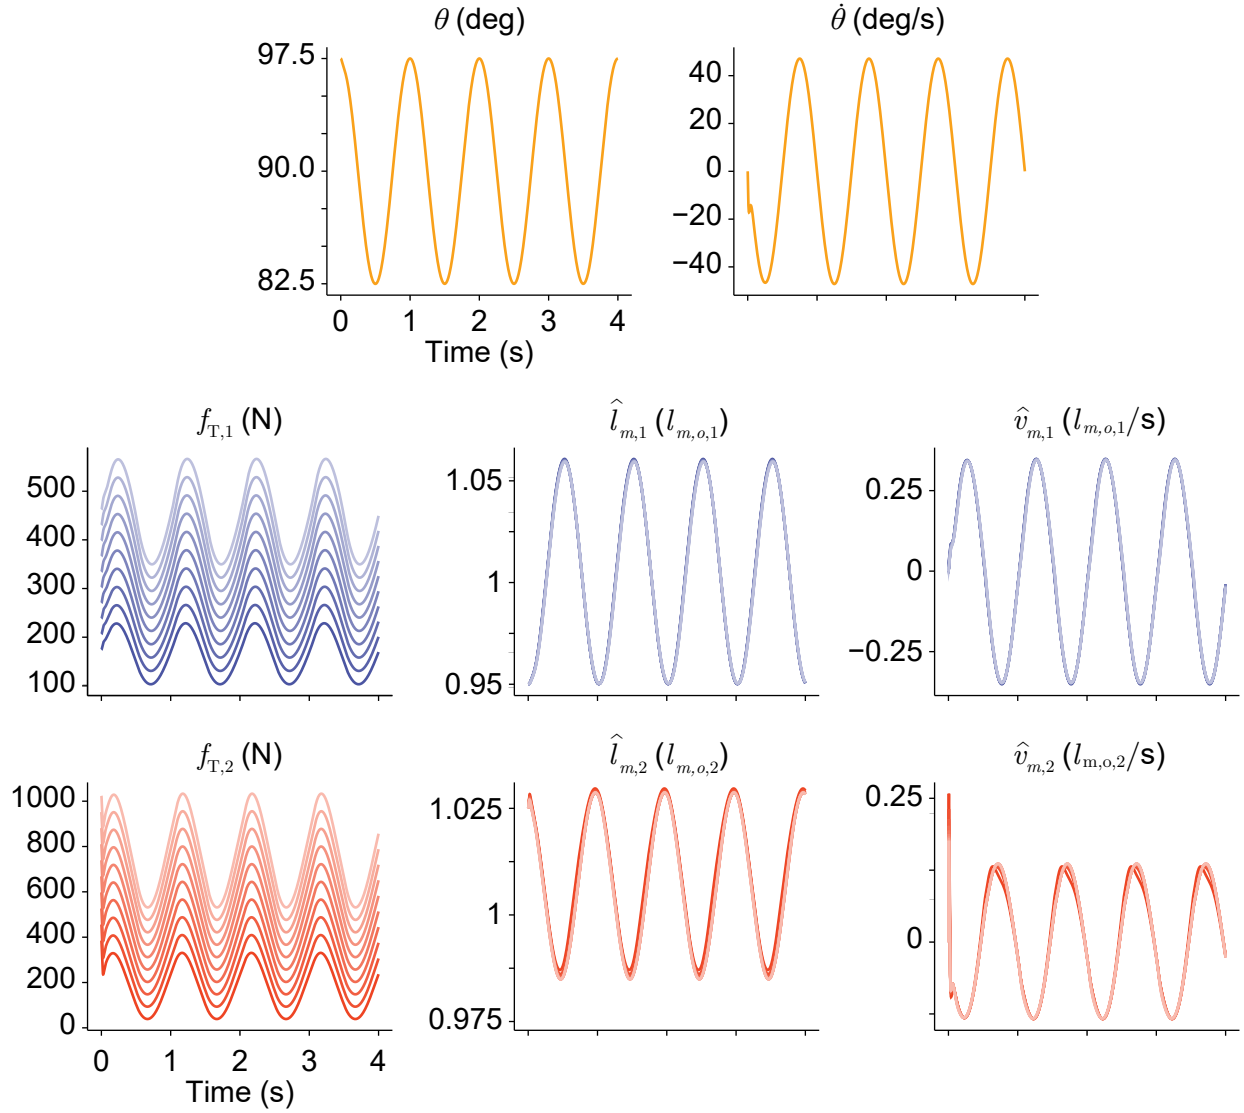 θ (deg)
θ̇ (deg/s)
97.5
90.0
82.5
0 1 2 3 4
Time (s)
40
20
0
−20
−40
f_T,1 (N)
l̂_m,1 (l_m,o,1)
v̂_m,1 (l_m,o,1/s)
500
400
300
200
100
1.05
1
0.95
0.25
0
−0.25
f_T,2 (N)
l̂_m,2 (l_m,o,2)
v̂_m,2 (l_m,o,2/s)
1000
800
600
400
200
0
0 1 2 3 4
Time (s)
1.025
1
0.975
0.25
0